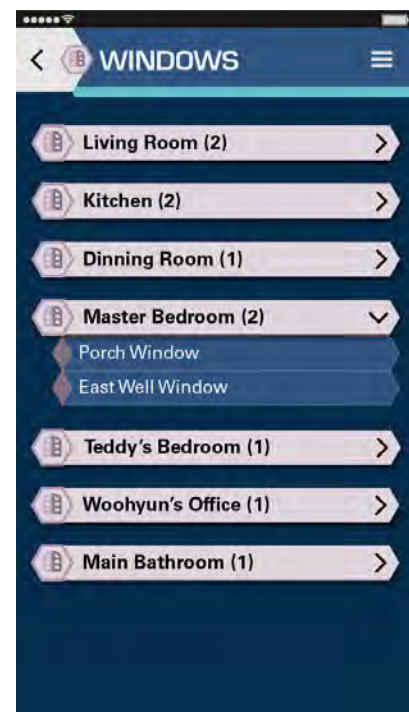 WINDOWS
Living Room (2)
Kitchen (2)
Dinning Room (1)
Master Bedroom (2)
Porch Window
East Well Window
Teddy's Bedroom (1)
Woohyun's Office (1)
Main Bathroom (1)